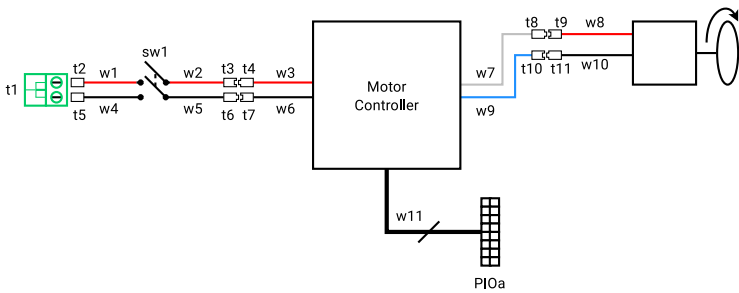 t8 t9 w8
sw1
t1 t2 w1 w2 t3 t4 w3
t10 t11 w10
w7
t5 w4 w5 t6 t7 w6
w9
Motor
Controller
w11
PIOa